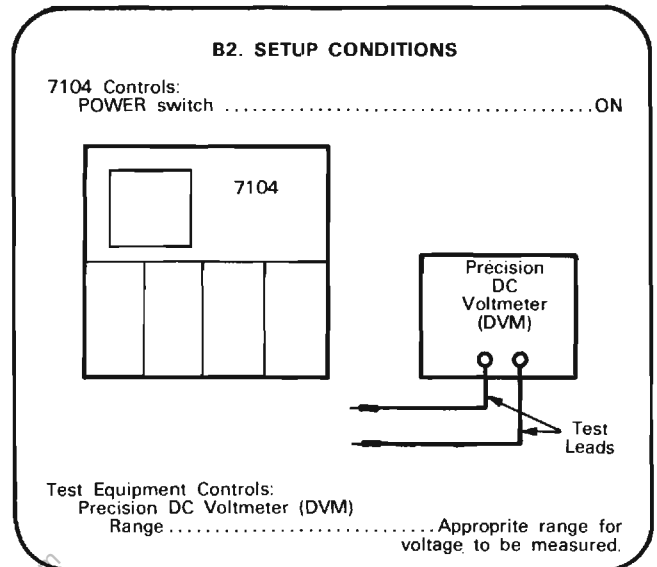 B2. SETUP CONDITIONS
7104 Controls:
POWER switch ........................................ON
7104
Precision
DC
Voltmeter
(DVM)
Test
Leads
Test Equipment Controls:
Precision DC Voltmeter (DVM)
Range.............................Approprite range for
voltage to be measured.